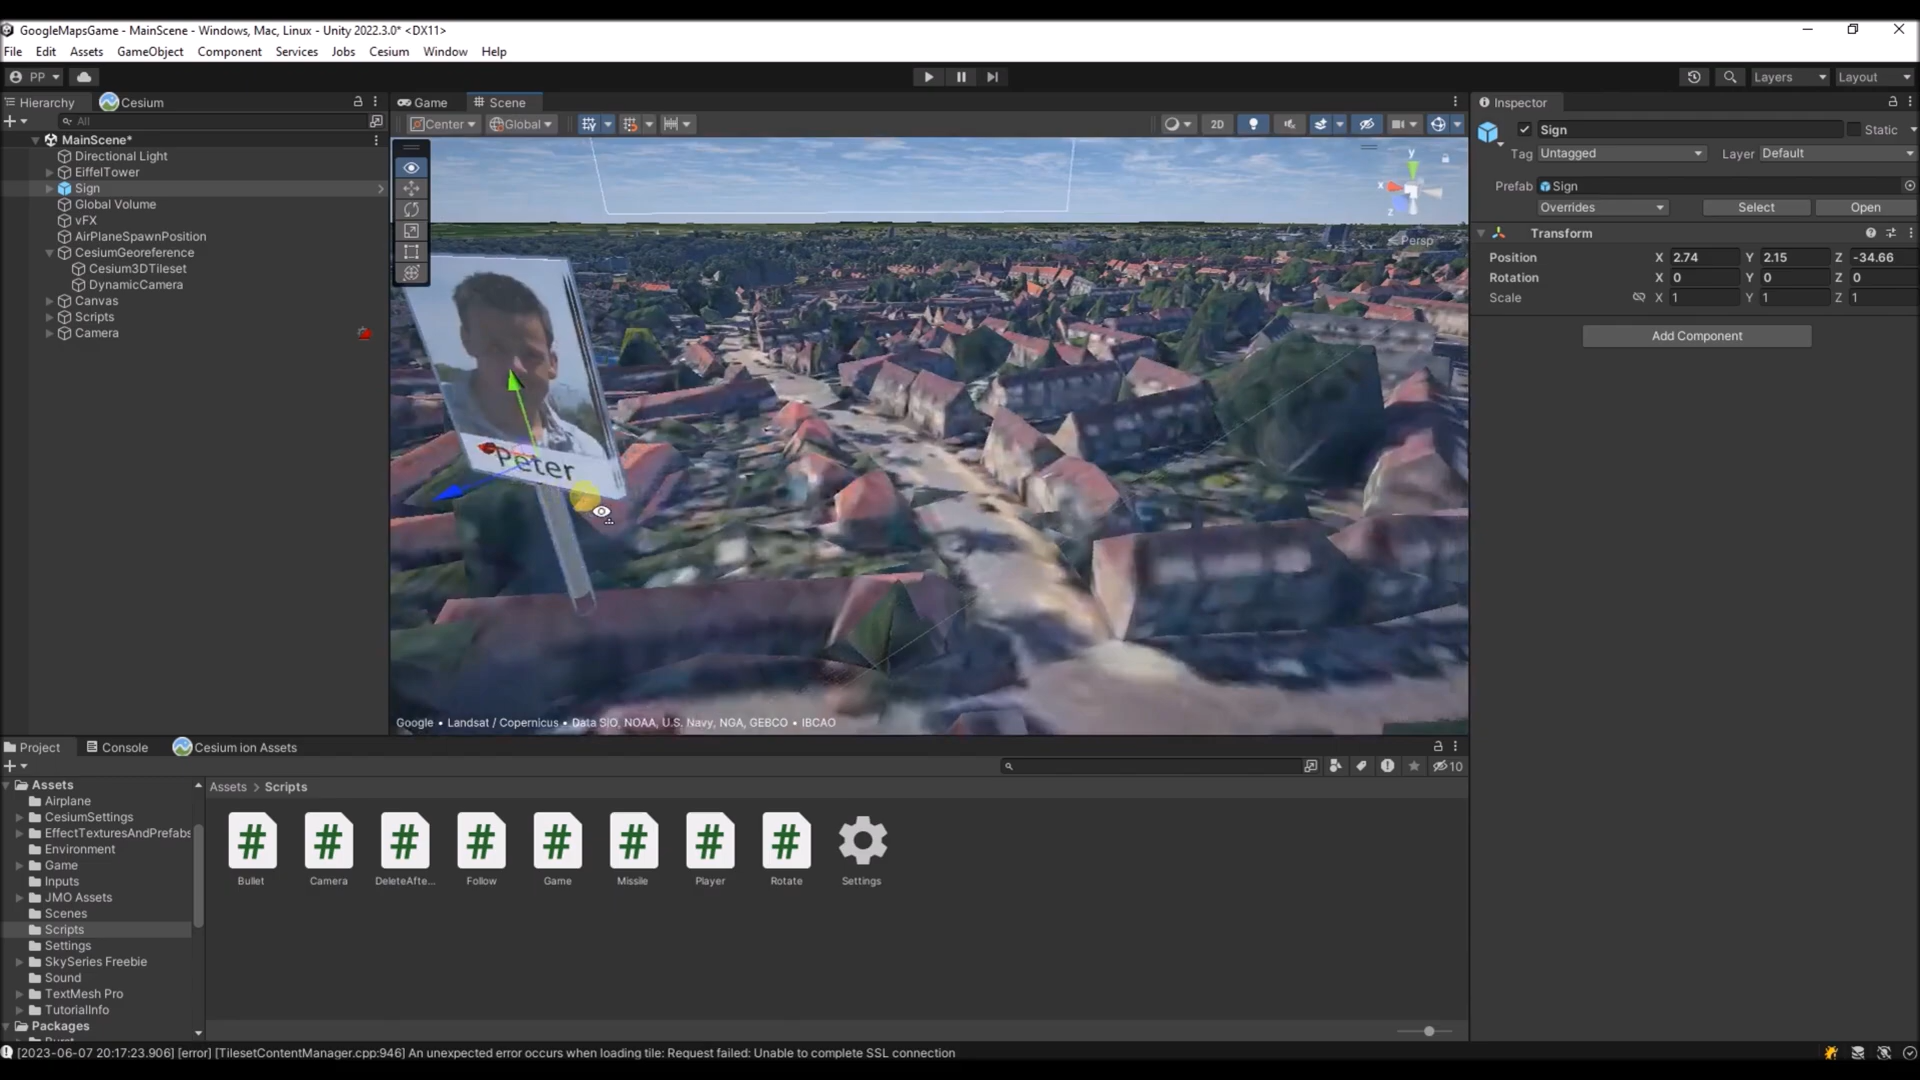 GoogleMapsGame - MainScene - Windows, Mac, Linux - Unity 2022.3.0* <DX11>
File Edit Assets GameObject Component Services Jobs Cesium Window Help
PP Layers Layout
Hierarchy Cesium Game Scene Inspector
All
Center Global 2D
MainScene*
Directional Light
EiffelTower
Sign
Global Volume
vFX
AirPlaneSpawnPosition
CesiumGeoreference
Cesium3DTileset
DynamicCamera
Canvas
Scripts
Camera
y
x
z
Persp
Peter
Google • Landsat / Copernicus • Data SIO, NOAA, U.S. Navy, NGA, GEBCO • IBCAO
Sign Static
Tag Untagged Layer Default
Prefab Sign
Overrides Select Open
Transform
Position X 2.74 Y 2.15 Z -34.66
Rotation X 0 Y 0 Z 0
Scale X 1 Y 1 Z 1
Add Component
Project Console Cesium ion Assets
10
Assets
Airplane
CesiumSettings
EffectTexturesAndPrefabs
Environment
Game
Inputs
JMO Assets
Scenes
Scripts
Settings
SkySeries Freebie
Sound
TextMesh Pro
TutorialInfo
Packages
Assets > Scripts
# # # # # # # #
Bullet Camera DeleteAfte... Follow Game Missile Player Rotate Settings
[2023-06-07 20:17:23.906] [error] [TilesetContentManager.cpp:946] An unexpected error occurs when loading tile: Request failed: Unable to complete SSL connection